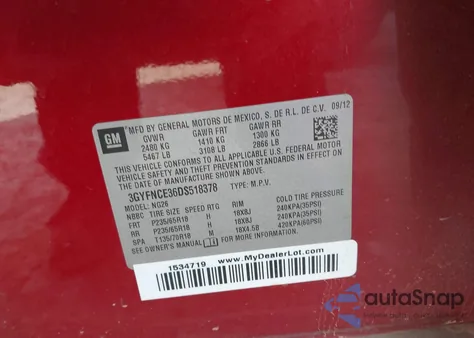 GM
MFD BY GENERAL MOTORS DE MEXICO, S. DE R.L. DE C.V. 09/12
GVWR GAWR FRT GAWR RR
2480 KG 1410 KG 1300 KG
5467 LB 3108 LB 2866 LB
THIS VEHICLE CONFORMS TO ALL APPLICABLE U.S. FEDERAL
MOTOR VEHICLE SAFETY AND THEFT PREVENTION STANDARDS
IN EFFECT ON THE DATE OF MANUFACTURE SHOWN ABOVE.
3GYFNCE36DS518378 TYPE: M.P.V.
MODEL: NG26
NBBC TIRE SIZE SPEED RTG RIM COLD TIRE PRESSURE
FRT P235/65R18 H 18X8J 240KPA(35PSI)
RR P235/65R18 H 18X8J 240KPA(35PSI)
SPA T135/70R18 M 18X4.5B 420KPA(60PSI)
SEE OWNER'S MANUAL FOR ADDITIONAL INFORMATION.
1534719 www.MyDealerLot.com
autoSnap